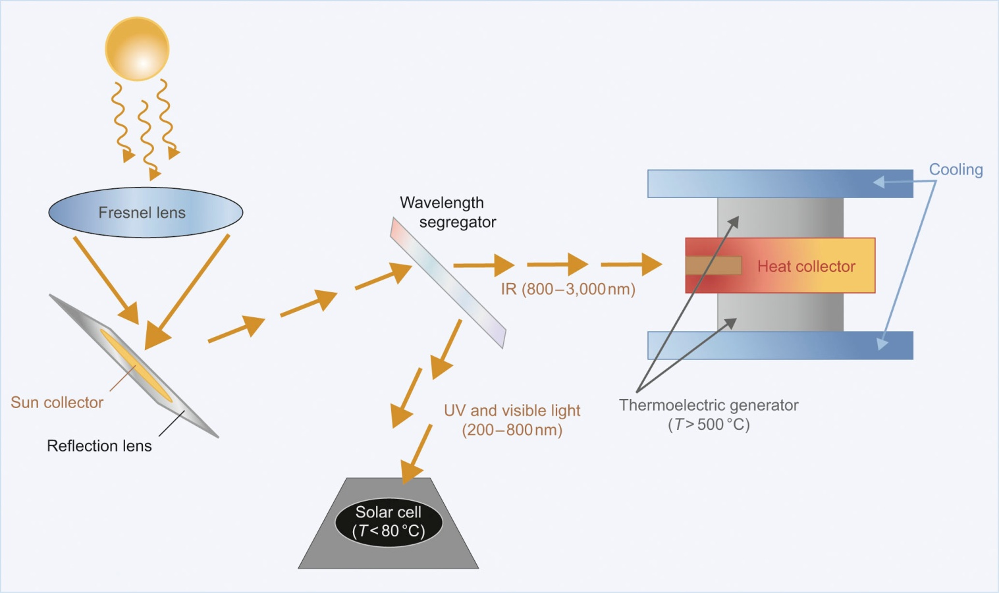 Fresnel lens
Sun collector
Reflection lens
Wavelength
segregator
IR (800–3,000 nm)
UV and visible light
(200–800 nm)
Solar cell
(T < 80 °C)
Heat collector
Cooling
Thermoelectric generator
(T > 500 °C)